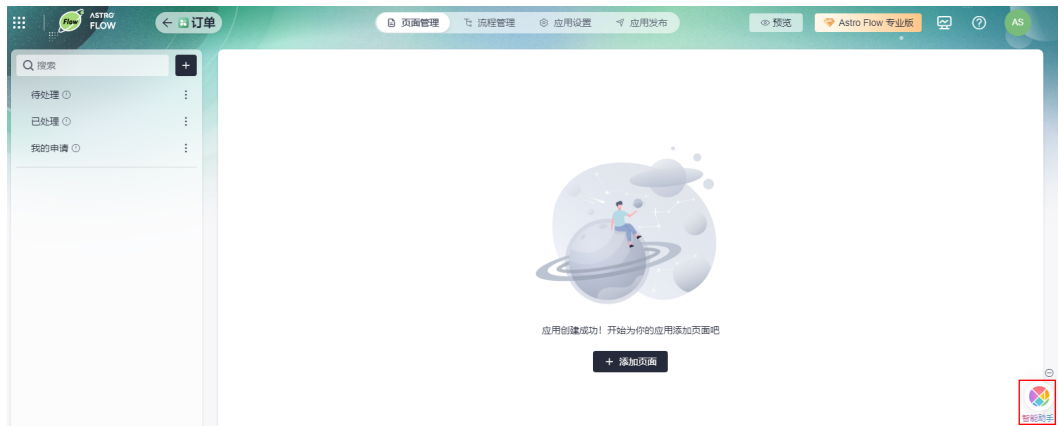 Flow
ASTRO
FLOW
订单
页面管理
流程管理
应用设置
应用发布
预览
Astro Flow 专业版
AS
搜索
待处理
已处理
我的申请
应用创建成功！开始为你的应用添加页面吧
+ 添加页面
智能助手